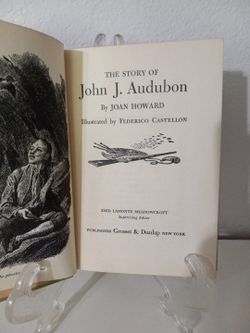 THE STORY OF
John J. Audubon
By JOAN HOWARD
Illustrated by FEDERICO CASTELLON
ENID LAMONTE MEADOWCROFT
Supervising Editor
PUBLISHERS Grosset & Dunlap NEW YORK